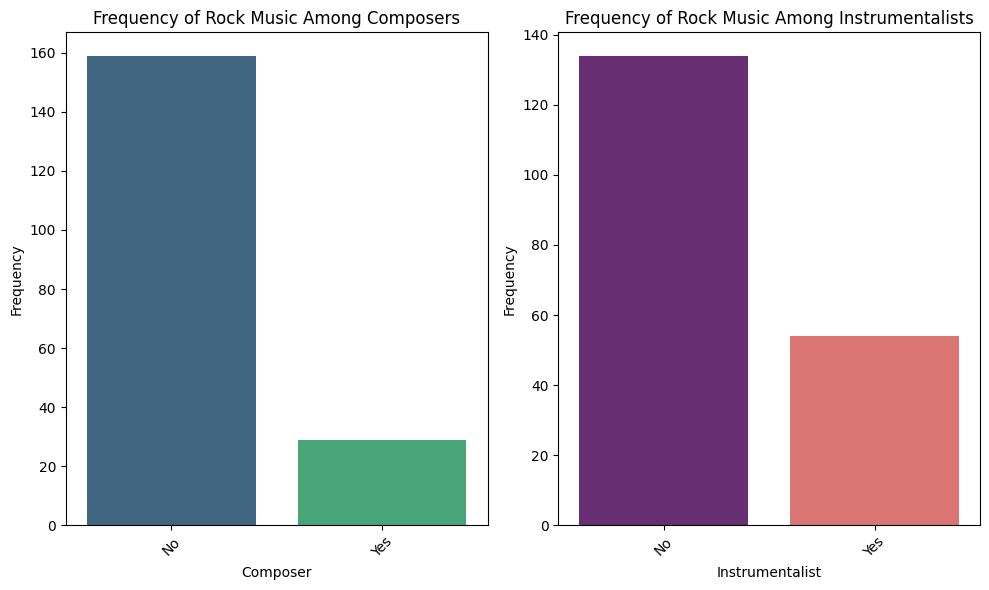 Frequency of Rock Music Among Composers
160
140
120
100
80
60
40
20
0
Frequency
No
Yes
Composer
Frequency of Rock Music Among Instrumentalists
140
120
100
80
60
40
20
0
Frequency
No
Yes
Instrumentalist